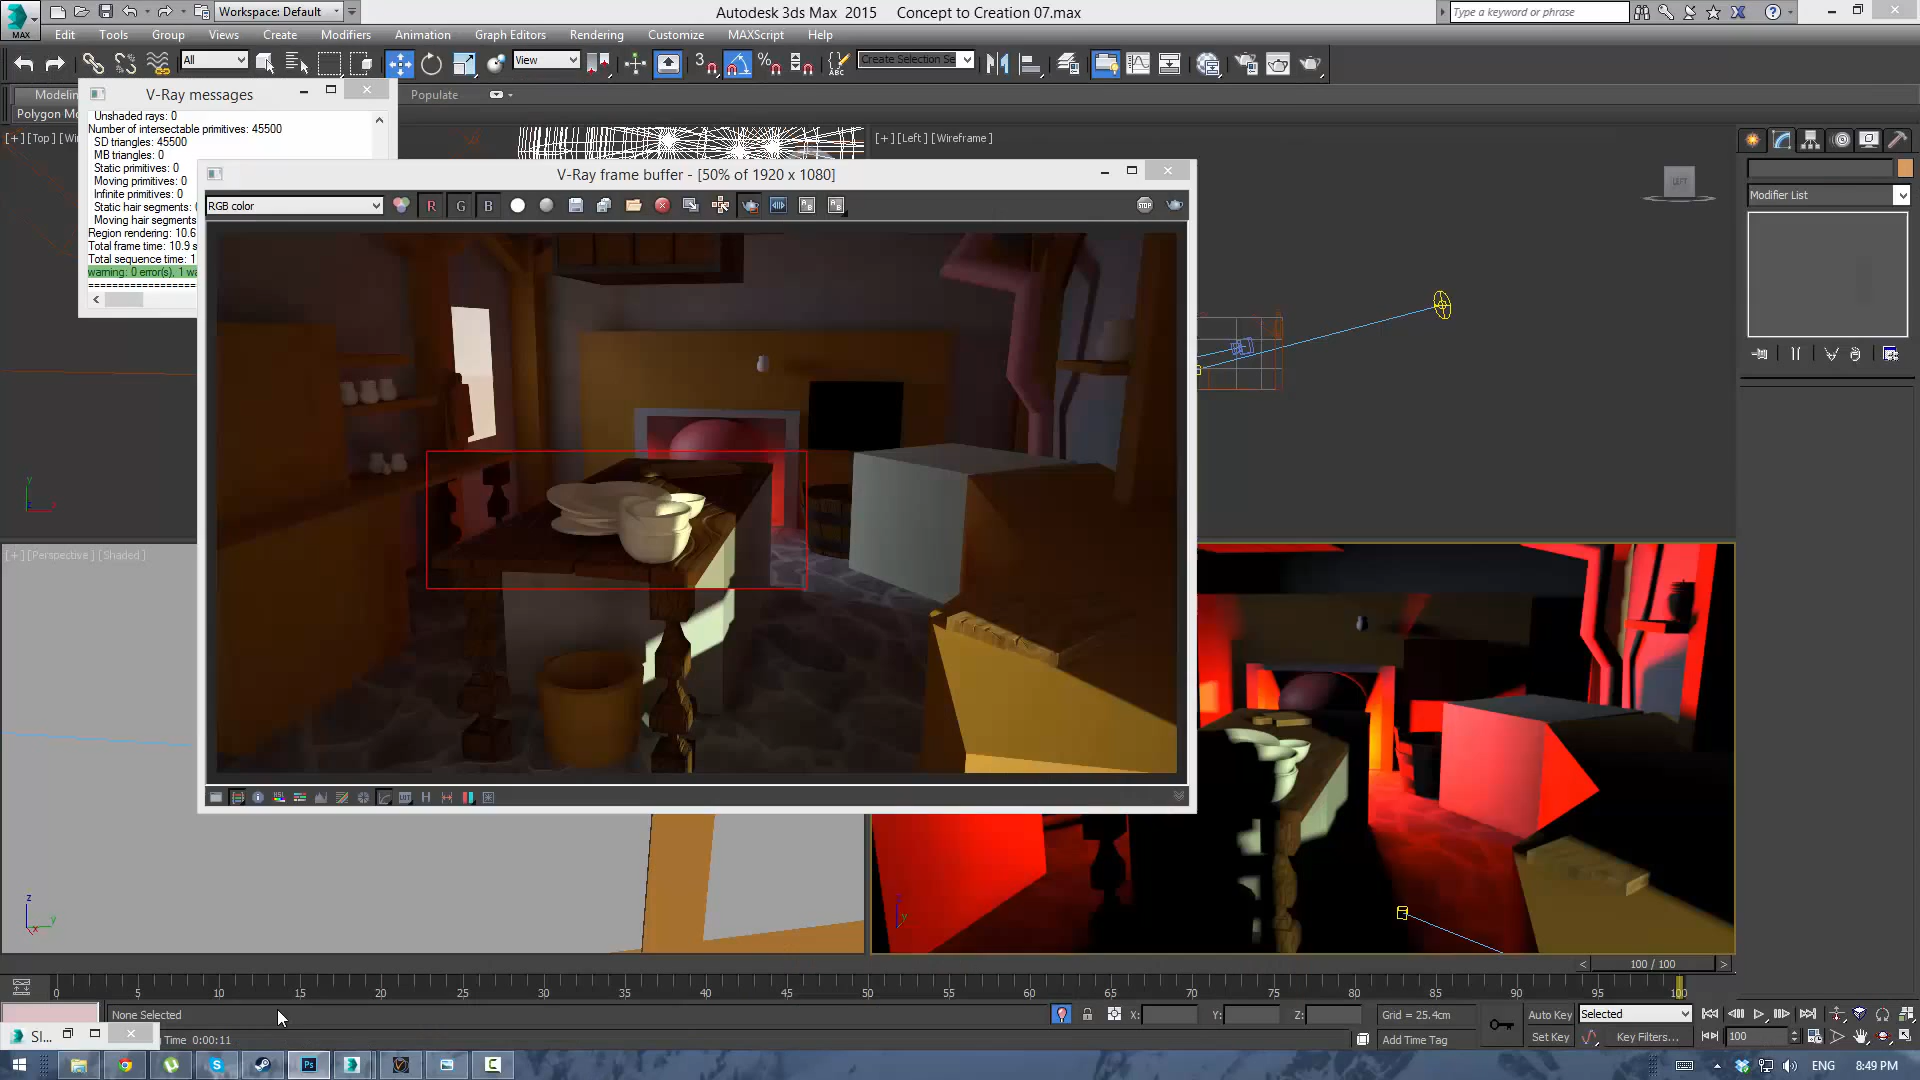 Workspace: Default
Autodesk 3ds Max 2015 Concept to Creation 07.max
Type a keyword or phrase
MAX
Edit Tools Group Views Create Modifiers Animation Graph Editors Rendering Customize MAXScript Help
All
View
Create Selection Se
Populate
V-Ray messages
Unshaded rays: 0
Number of intersectable primitives: 45500
SD triangles: 45500
MB triangles: 0
Static primitives: 0
Moving primitives: 0
Infinite primitives: 0
Static hair segments:
Moving hair segments
Region rendering: 10.6
Total frame time: 10.9 s
Total sequence time: 1
warning: 0 error(s), 1 wa
====================
[+] [Top]
[+] [Left] [Wireframe]
LEFT
Modifier List
V-Ray frame buffer - [50% of 1920 x 1080]
RGB color
R G B
[+] [Perspective] [Shaded]
100 / 100
0 5 10 15 20 25 30 35 40 45 50 55 60 65 70 75 80 85 90 95 100
None Selected
X: Y: Z:
Grid = 25.4cm
Auto Key
Selected
Time 0:00:11
Add Time Tag
Set Key
Key Filters...
100
ENG
8:49 PM